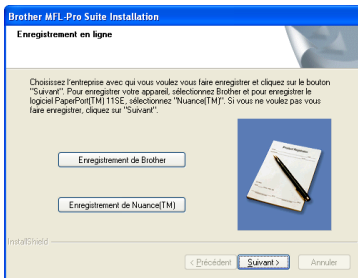 Brother MFL-Pro Suite Installation
Enregistrement en ligne
Choisissez l'entreprise avec qui vous voulez vous faire enregistrer et cliquez sur le bouton
"Suivant". Pour enregistrer votre appareil, sélectionnez Brother et pour enregistrer le
logiciel PaperPort(TM) 11SE, sélectionnez "Nuance(TM)". Si vous ne voulez pas vous
faire enregistrer, cliquez sur "Suivant".
Enregistrement de Brother
Product Registration
Enregistrement de Nuance(TM)
InstallShield
< Précédent
Suivant >
Annuler